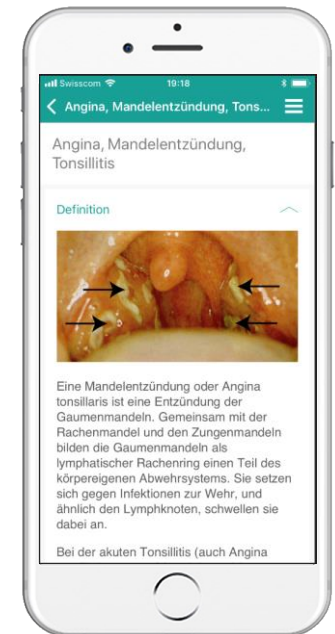 Swisscom 19:18
Angina, Mandelentzündung, Tons...
Angina, Mandelentzündung,
Tonsillitis
Definition
Eine Mandelentzündung oder Angina
tonsillaris ist eine Entzündung der
Gaumenmandeln. Gemeinsam mit der
Rachenmandel und den Zungenmandeln
bilden die Gaumenmandeln als
lymphatischer Rachenring einen Teil des
körpereigenen Abwehrsystems. Sie setzen
sich gegen Infektionen zur Wehr, und
ähnlich den Lymphknoten, schwellen sie
dabei an.
Bei der akuten Tonsillitis (auch Angina